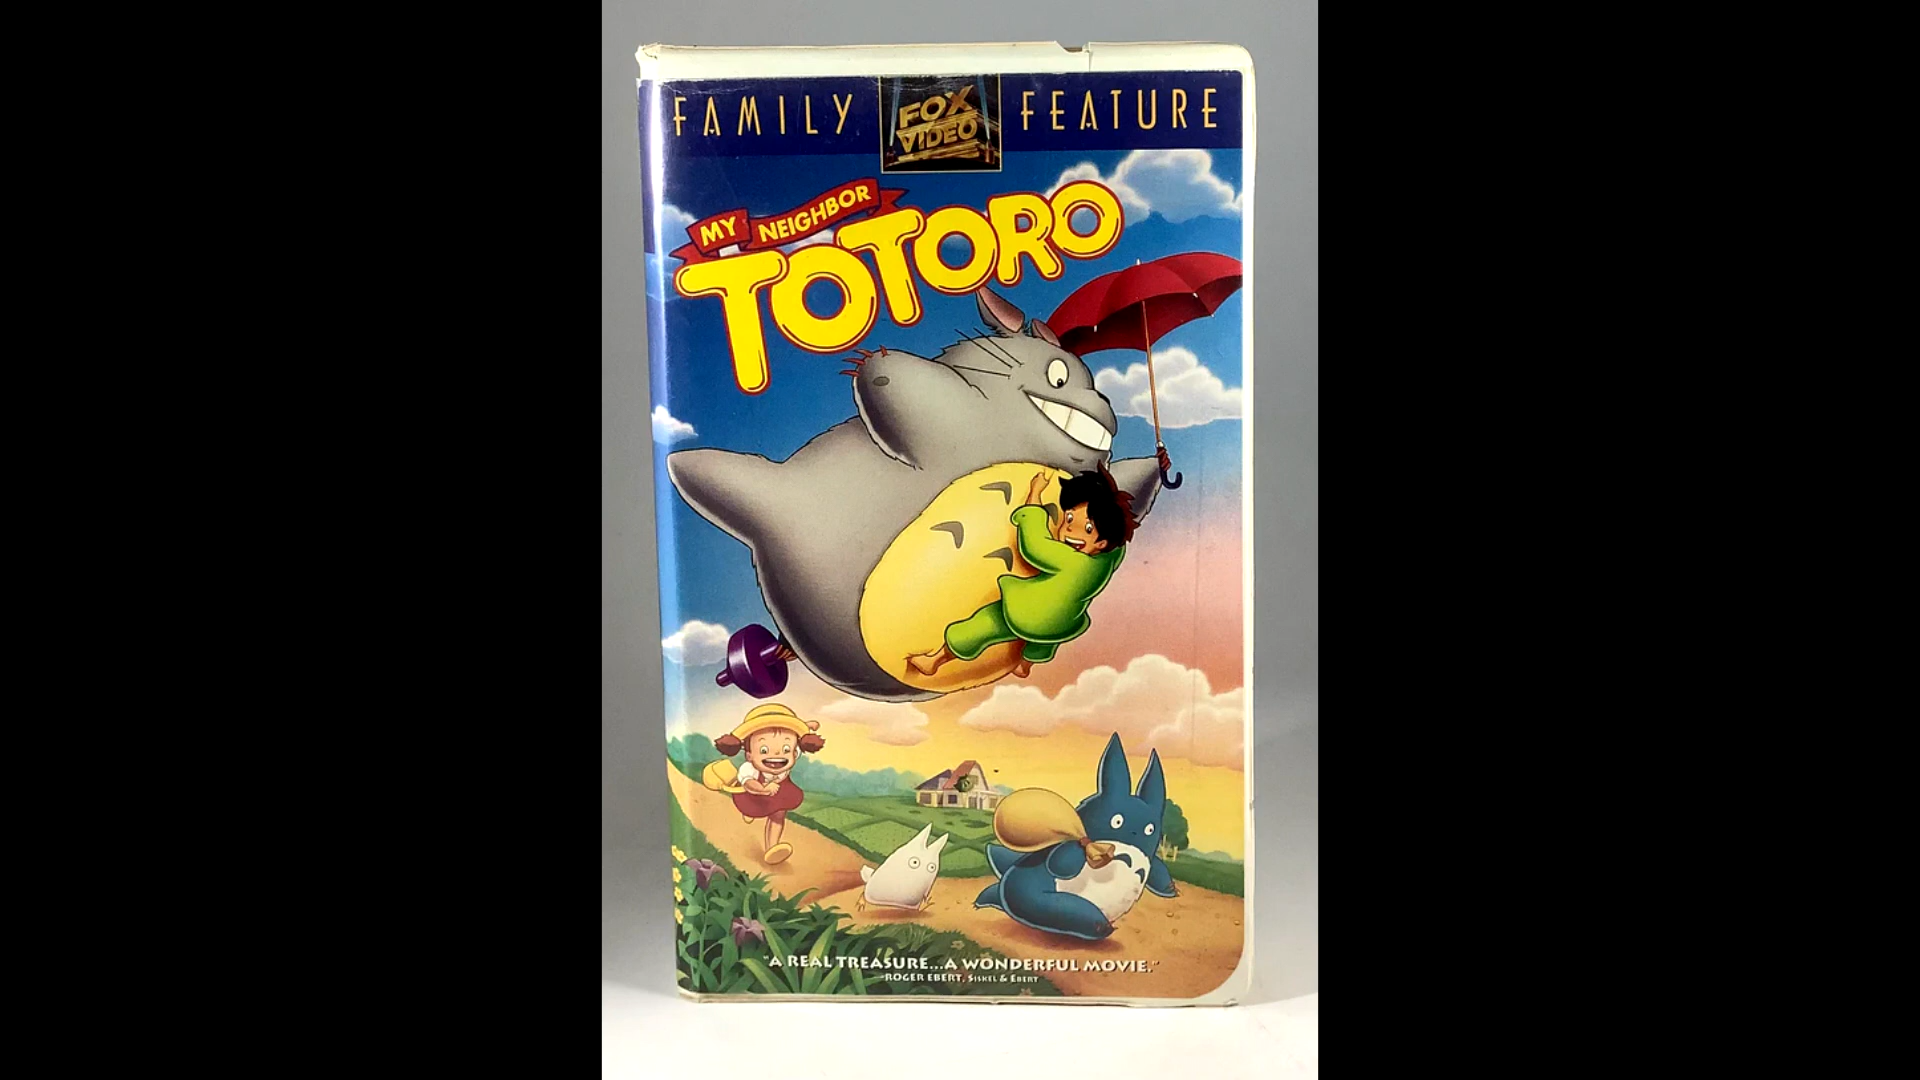 FAMILY FOX VIDEO FEATURE
MY NEIGHBOR
TOTORO
"A REAL TREASURE...A WONDERFUL MOVIE."
-ROGER EBERT, SISKEL & EBERT